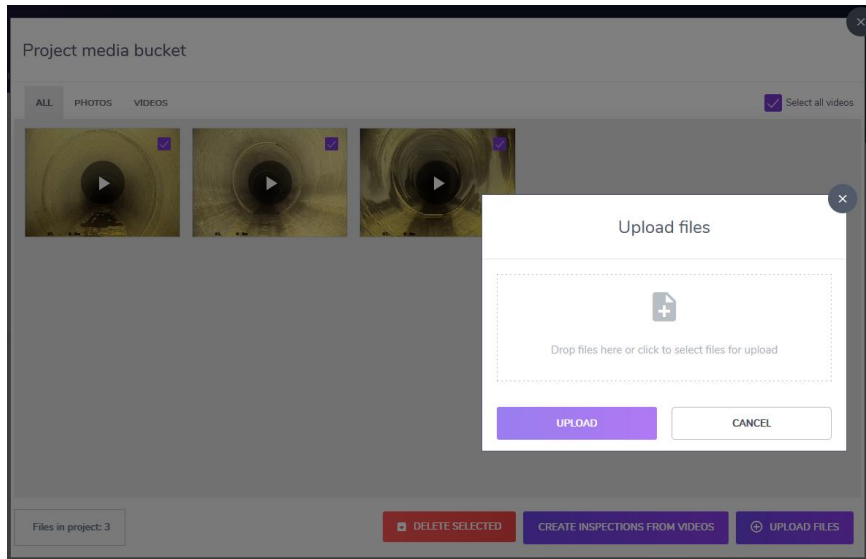 Project media bucket
ALL PHOTOS VIDEOS
Select all videos
Upload files
Drop files here or click to select files for upload
UPLOAD CANCEL
Files in project: 3
DELETE SELECTED CREATE INSPECTIONS FROM VIDEOS UPLOAD FILES